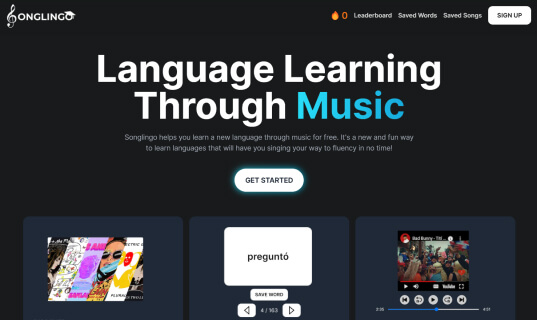 SONGLINGO
0
Leaderboard
Saved Words
Saved Songs
SIGN UP
Language Learning
Through Music
Songlingo helps you learn a new language through music for free. It's a new and fun way
to learn languages that will have you singing your way to fluency in no time!
GET STARTED
preguntó
SAVE WORD
4 / 163
Bad Bunny - Tití ...
YouTube
2:35
4:21